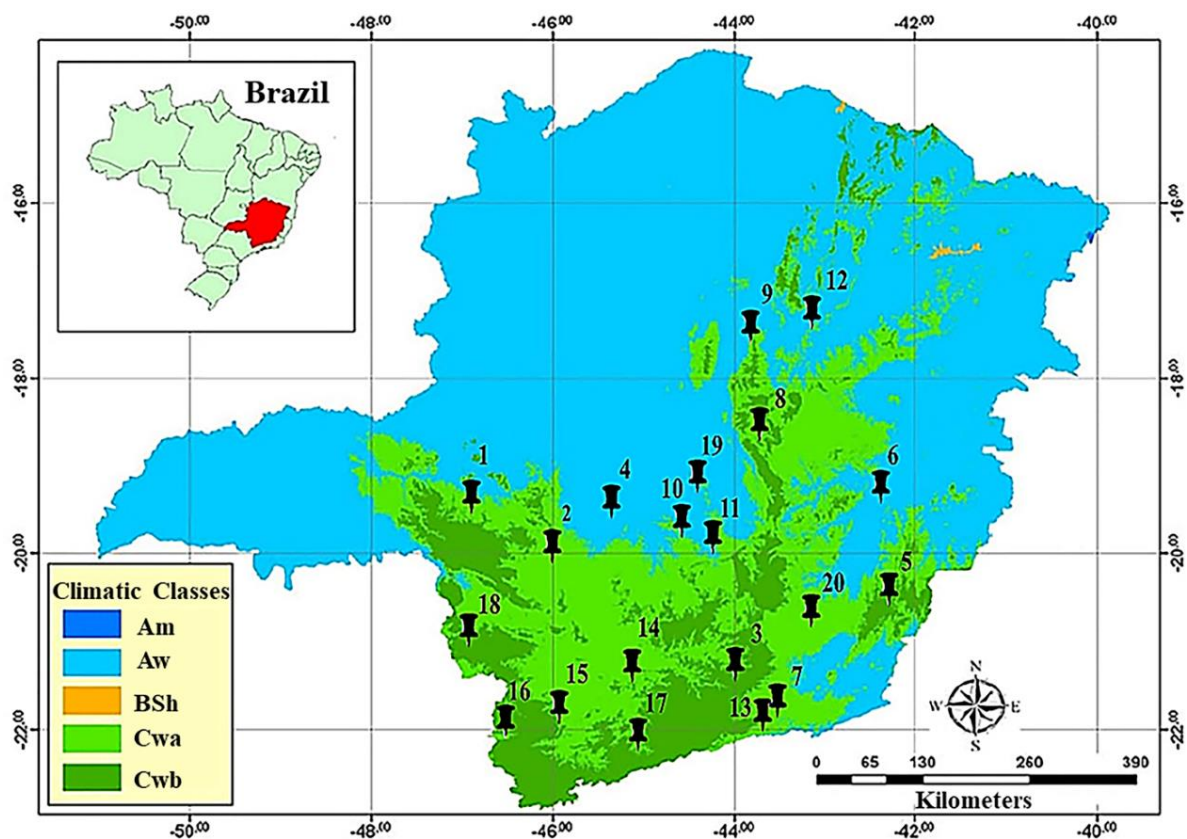 -50.00 -48.00 -46.00 -44.00 -42.00 -40.00
Brazil
-16.00 -16.00
12
9
-18.00 -18.00
8
19
1 4 6
10
11
2
-20.00 -20.00
5
20
18
14 3
15 7
16 17 13
-22.00 -22.00
Climatic Classes
Am
Aw
BSh
Cwa
Cwb
N
W E
S
0 65 130 260 390
Kilometers
-50.00 -48.00 -46.00 -44.00 -42.00 -40.00